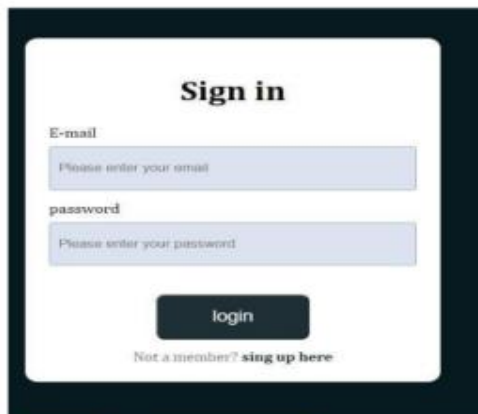 Sign in
E-mail
Please enter your email
password
Please enter your password
login
Not a member? sing up here